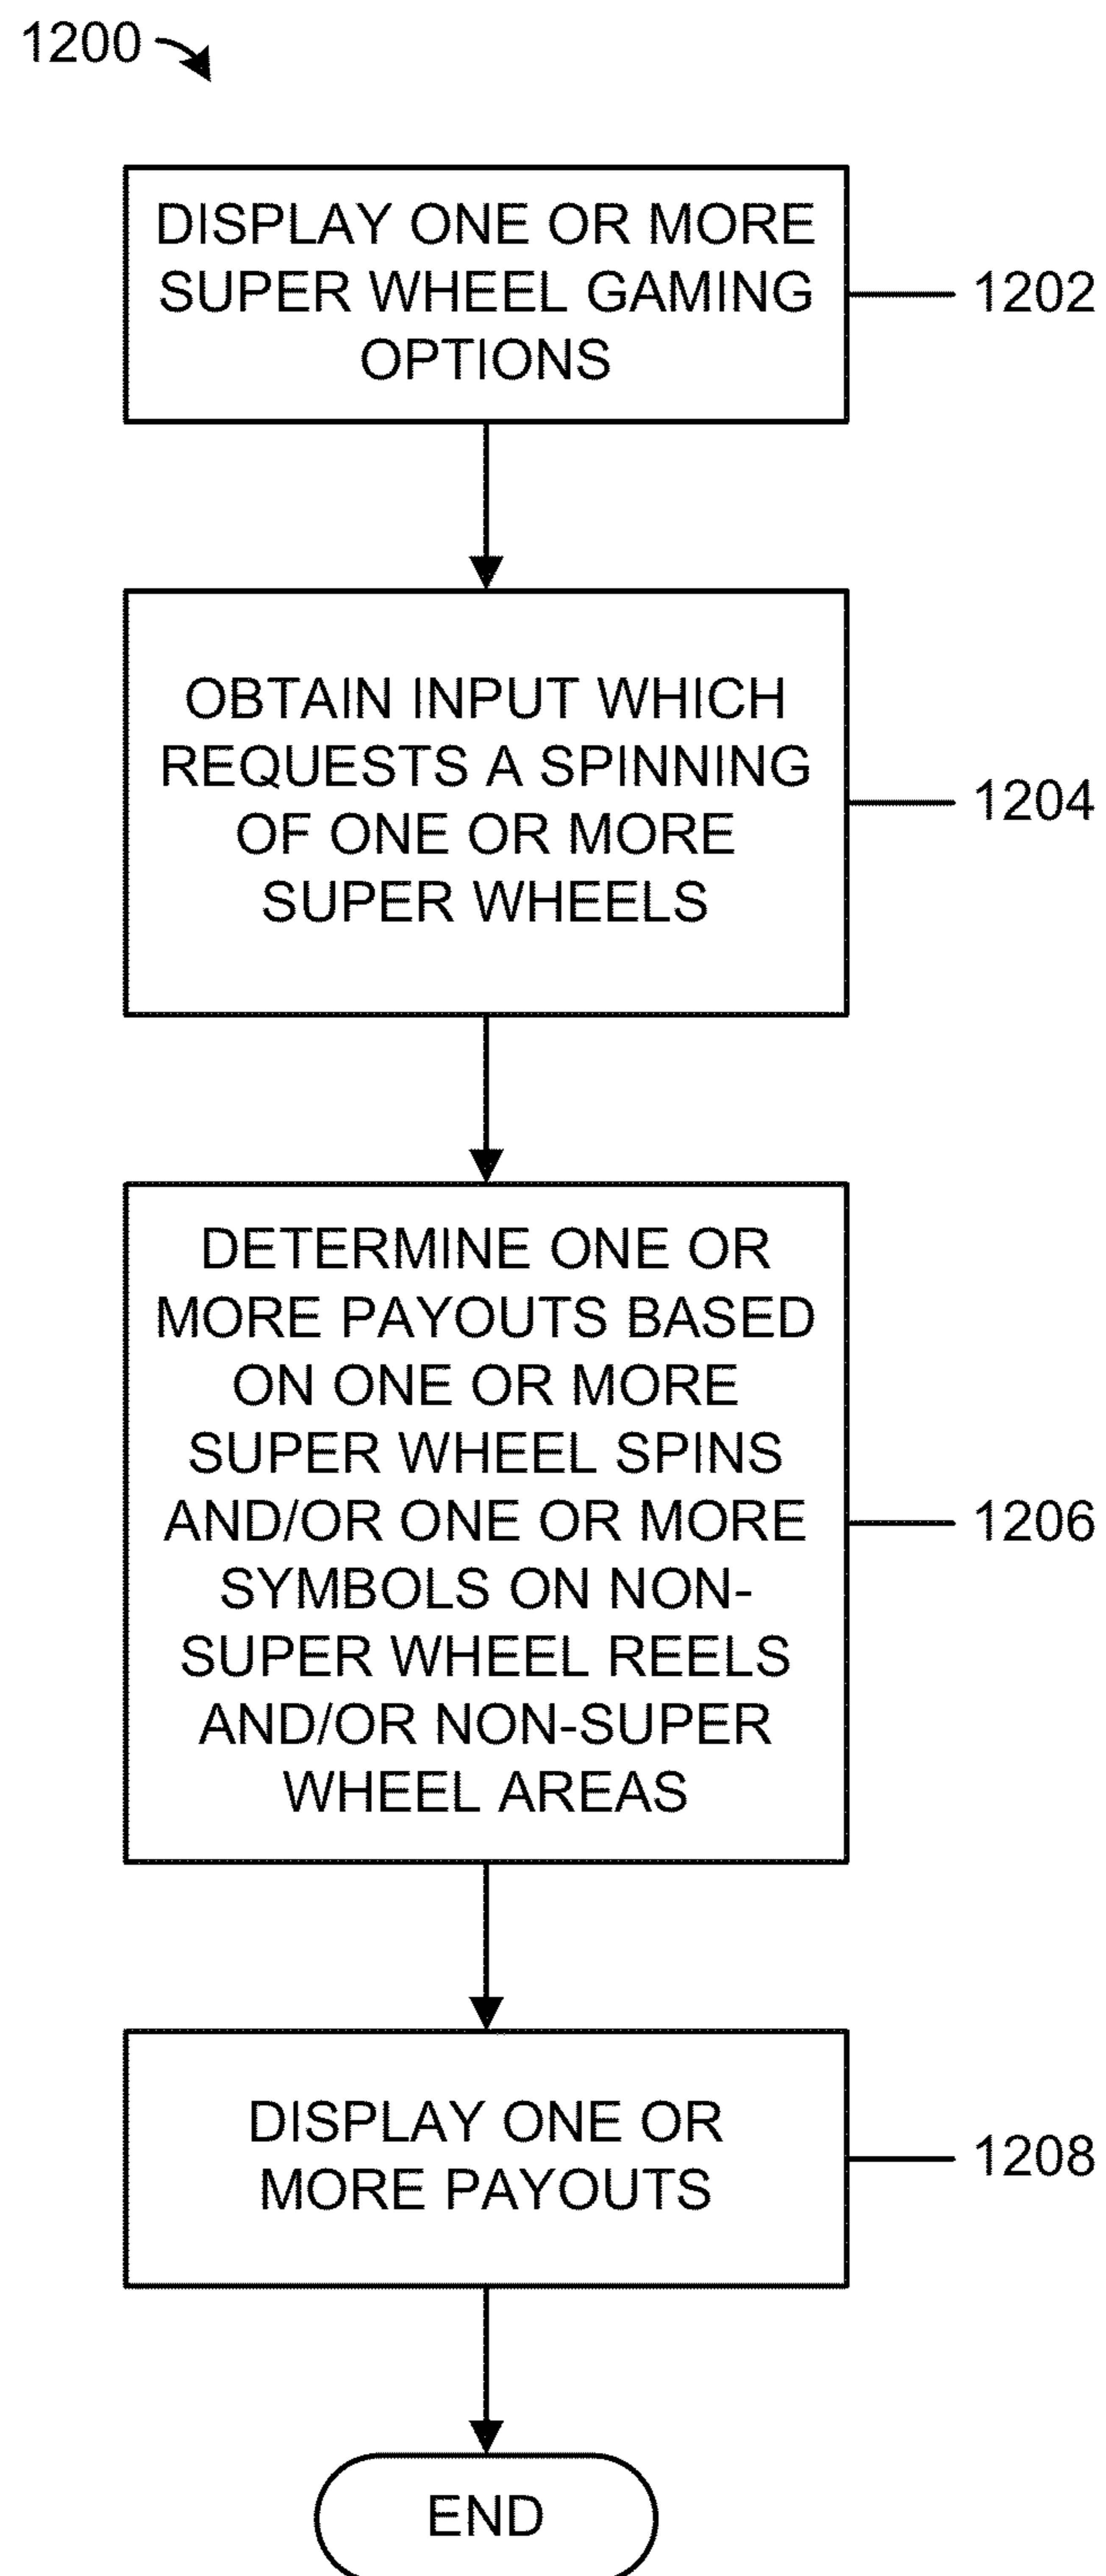 1200
DISPLAY ONE OR MORE
SUPER WHEEL GAMING
OPTIONS
1202
OBTAIN INPUT WHICH
REQUESTS A SPINNING
OF ONE OR MORE
SUPER WHEELS
1204
DETERMINE ONE OR
MORE PAYOUTS BASED
ON ONE OR MORE
SUPER WHEEL SPINS
AND/OR ONE OR MORE
SYMBOLS ON NON-
SUPER WHEEL REELS
AND/OR NON-SUPER
WHEEL AREAS
1206
DISPLAY ONE OR
MORE PAYOUTS
1208
END